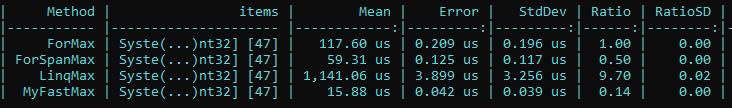 |     Method |                items |        Mean |    Error |   StdDev | Ratio | RatioSD |
|----------- |--------------------- |------------:|---------:|---------:|------:|--------:|
|     ForMax | Syste(...)nt32] [47] |   117.60 us | 0.209 us | 0.196 us |  1.00 |    0.00 |
| ForSpanMax | Syste(...)nt32] [47] |    59.31 us | 0.125 us | 0.117 us |  0.50 |    0.00 |
|    LinqMax | Syste(...)nt32] [47] | 1,141.06 us | 3.899 us | 3.256 us |  9.70 |    0.02 |
|  MyFastMax | Syste(...)nt32] [47] |    15.88 us | 0.042 us | 0.039 us |  0.14 |    0.00 |